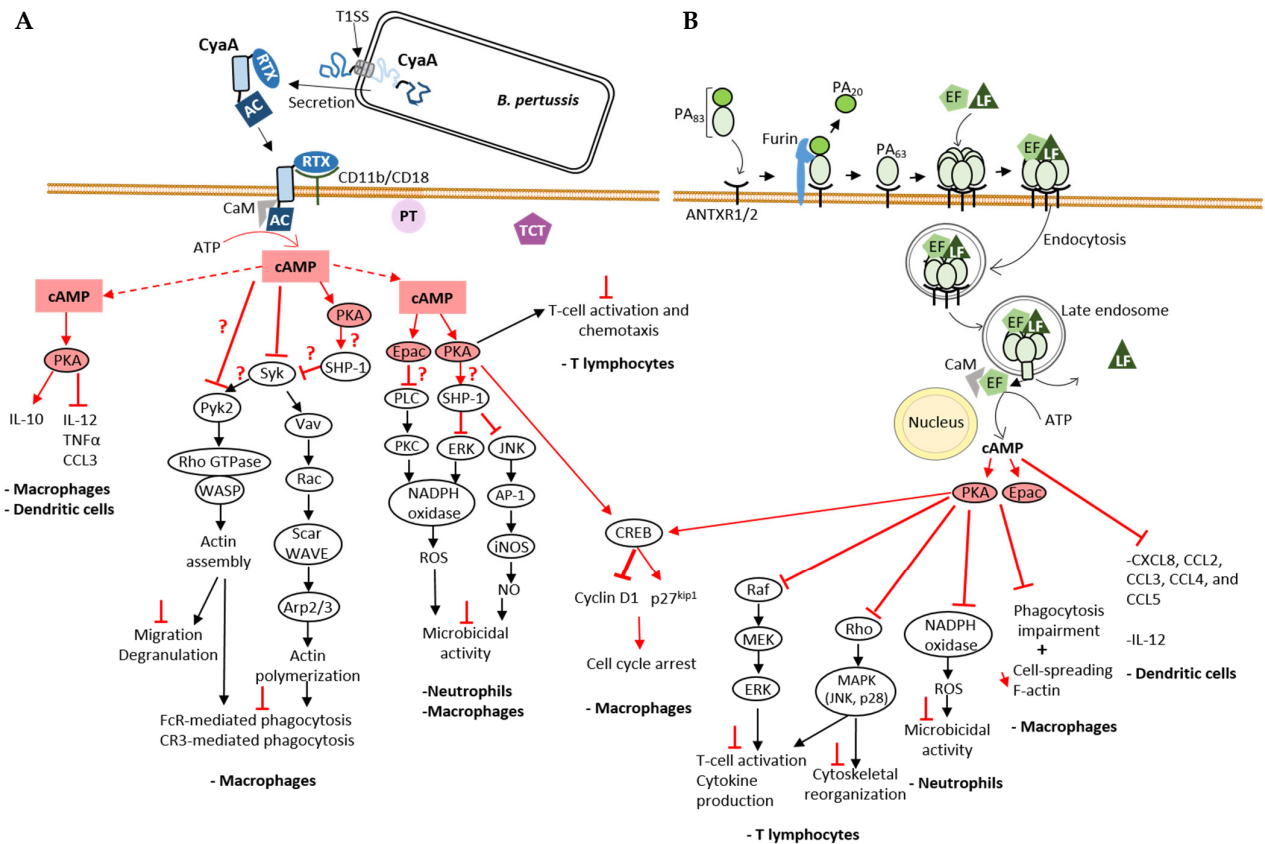 A
T1SS
CyaA
RTX
CyaA
Secretion
B. pertussis
AC
RTX
CD11b/CD18
CaM
AC
PT
TCT
ATP
cAMP
cAMP
PKA
IL-10
IL-12
TNFα
CCL3
- Macrophages
- Dendritic cells
?
?
?
?
PKA
SHP-1
Syk
Pyk2
Rho GTPase
WASP
Actin
assembly
Migration
Degranulation
Vav
Rac
Scar
WAVE
Arp2/3
Actin
polymerization
FcR-mediated phagocytosis
CR3-mediated phagocytosis
- Macrophages
cAMP
Epac
PKA
?
?
PLC
SHP-1
PKC
ERK
JNK
NADPH
oxidase
AP-1
iNOS
ROS
NO
Microbicidal
activity
-Neutrophils
-Macrophages
T-cell activation and
chemotaxis
- T lymphocytes
CREB
Cyclin D1
p27kip1
Cell cycle arrest
- Macrophages
B
PA83
PA20
Furin
PA63
EF
LF
EF
LF
ANTXR1/2
Endocytosis
EF
LF
Late endosome
EF
LF
LF
CaM
EF
ATP
Nucleus
cAMP
PKA
Epac
Raf
MEK
ERK
T-cell activation
Cytokine
production
Rho
MAPK
(JNK, p28)
Cytoskeletal
reorganization
- T lymphocytes
NADPH
oxidase
ROS
Microbicidal
activity
- Neutrophils
Phagocytosis
impairment
+
Cell-spreading
F-actin
- Macrophages
-CXCL8, CCL2,
CCL3, CCL4, and
CCL5
-IL-12
- Dendritic cells